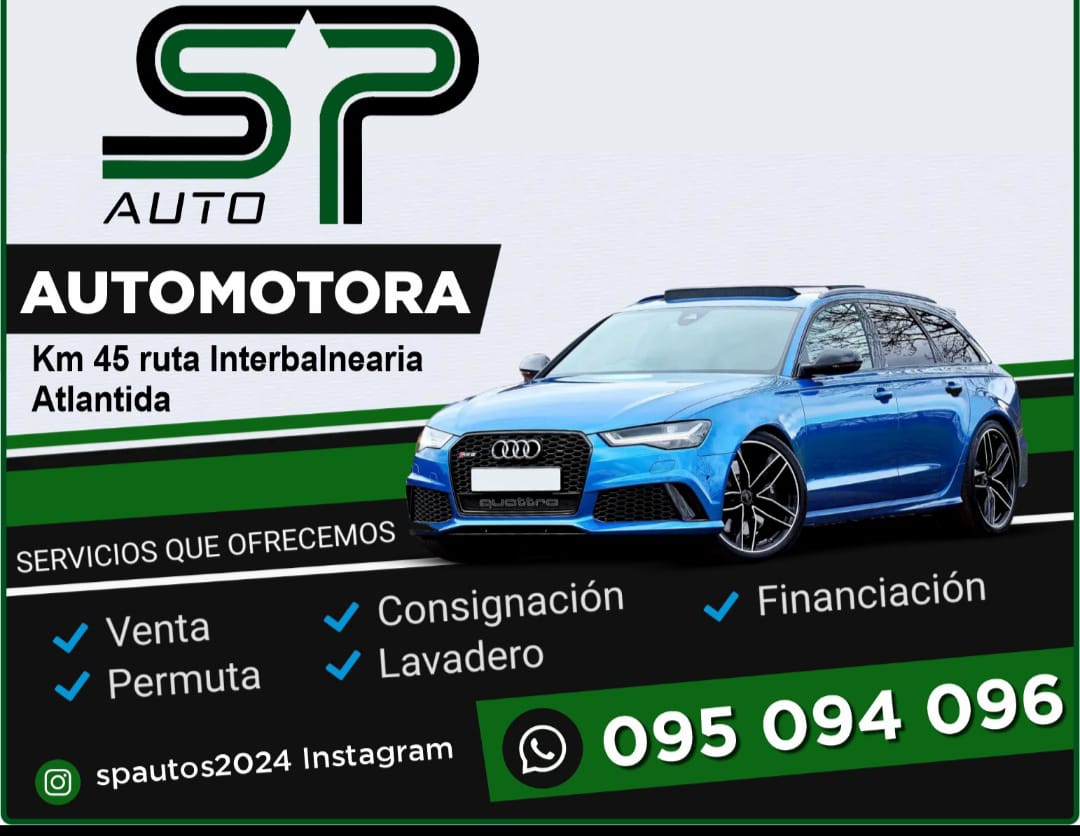 SP
AUTO
AUTOMOTORA
Km 45 ruta Interbalnearia
Atlantida
quattro
SERVICIOS QUE OFRECEMOS
Venta
Consignación
Financiación
Permuta
Lavadero
095 094 096
spautos2024 Instagram